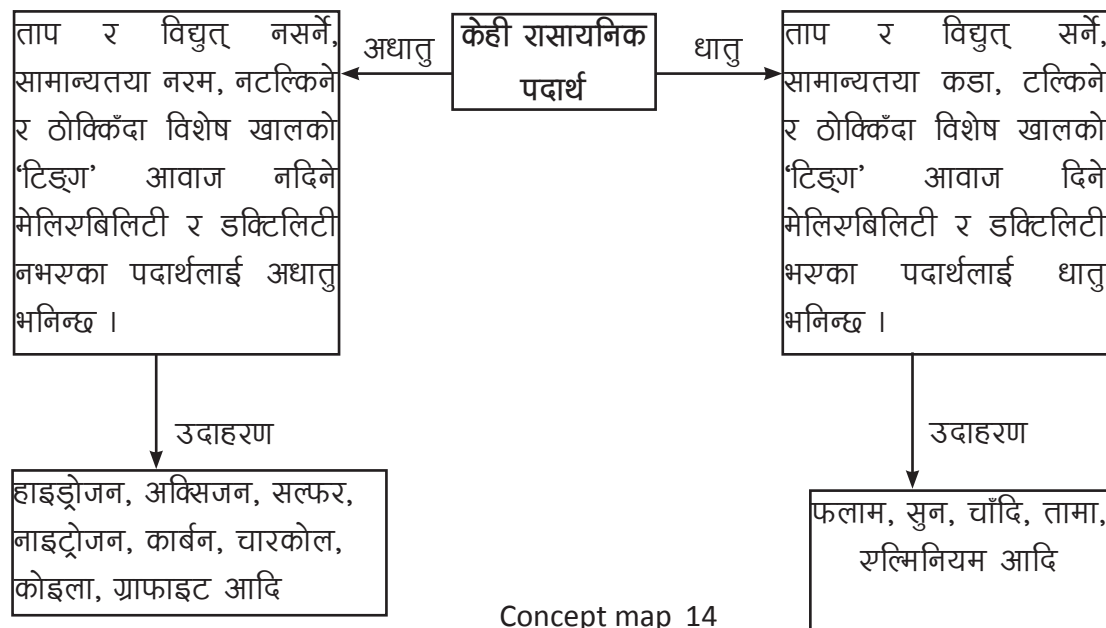 केही रासायनिक
पदार्थ
अधातु
धातु
ताप र विद्युत् नसर्ने,
सामान्यतया नरम, नटल्किने
र ठोक्किँदा विशेष खालको
‘टिङ्ग’ आवाज नदिने
मेलिएबिलिटी र डक्टिलिटी
नभएका पदार्थलाई अधातु
भनिन्छ ।
उदाहरण
हाइड्रोजन, अक्सिजन, सल्फर,
नाइट्रोजन, कार्बन, चारकोल,
कोइला, ग्राफाइट आदि
ताप र विद्युत् सर्ने,
सामान्यतया कडा, टल्किने
र ठोक्किँदा विशेष खालको
‘टिङ्ग’ आवाज दिने
मेलिएबिलिटी र डक्टिलिटी
भएका पदार्थलाई धातु
भनिन्छ ।
उदाहरण
फलाम, सुन, चाँदि, तामा,
एल्मिनियम आदि
Concept map 14